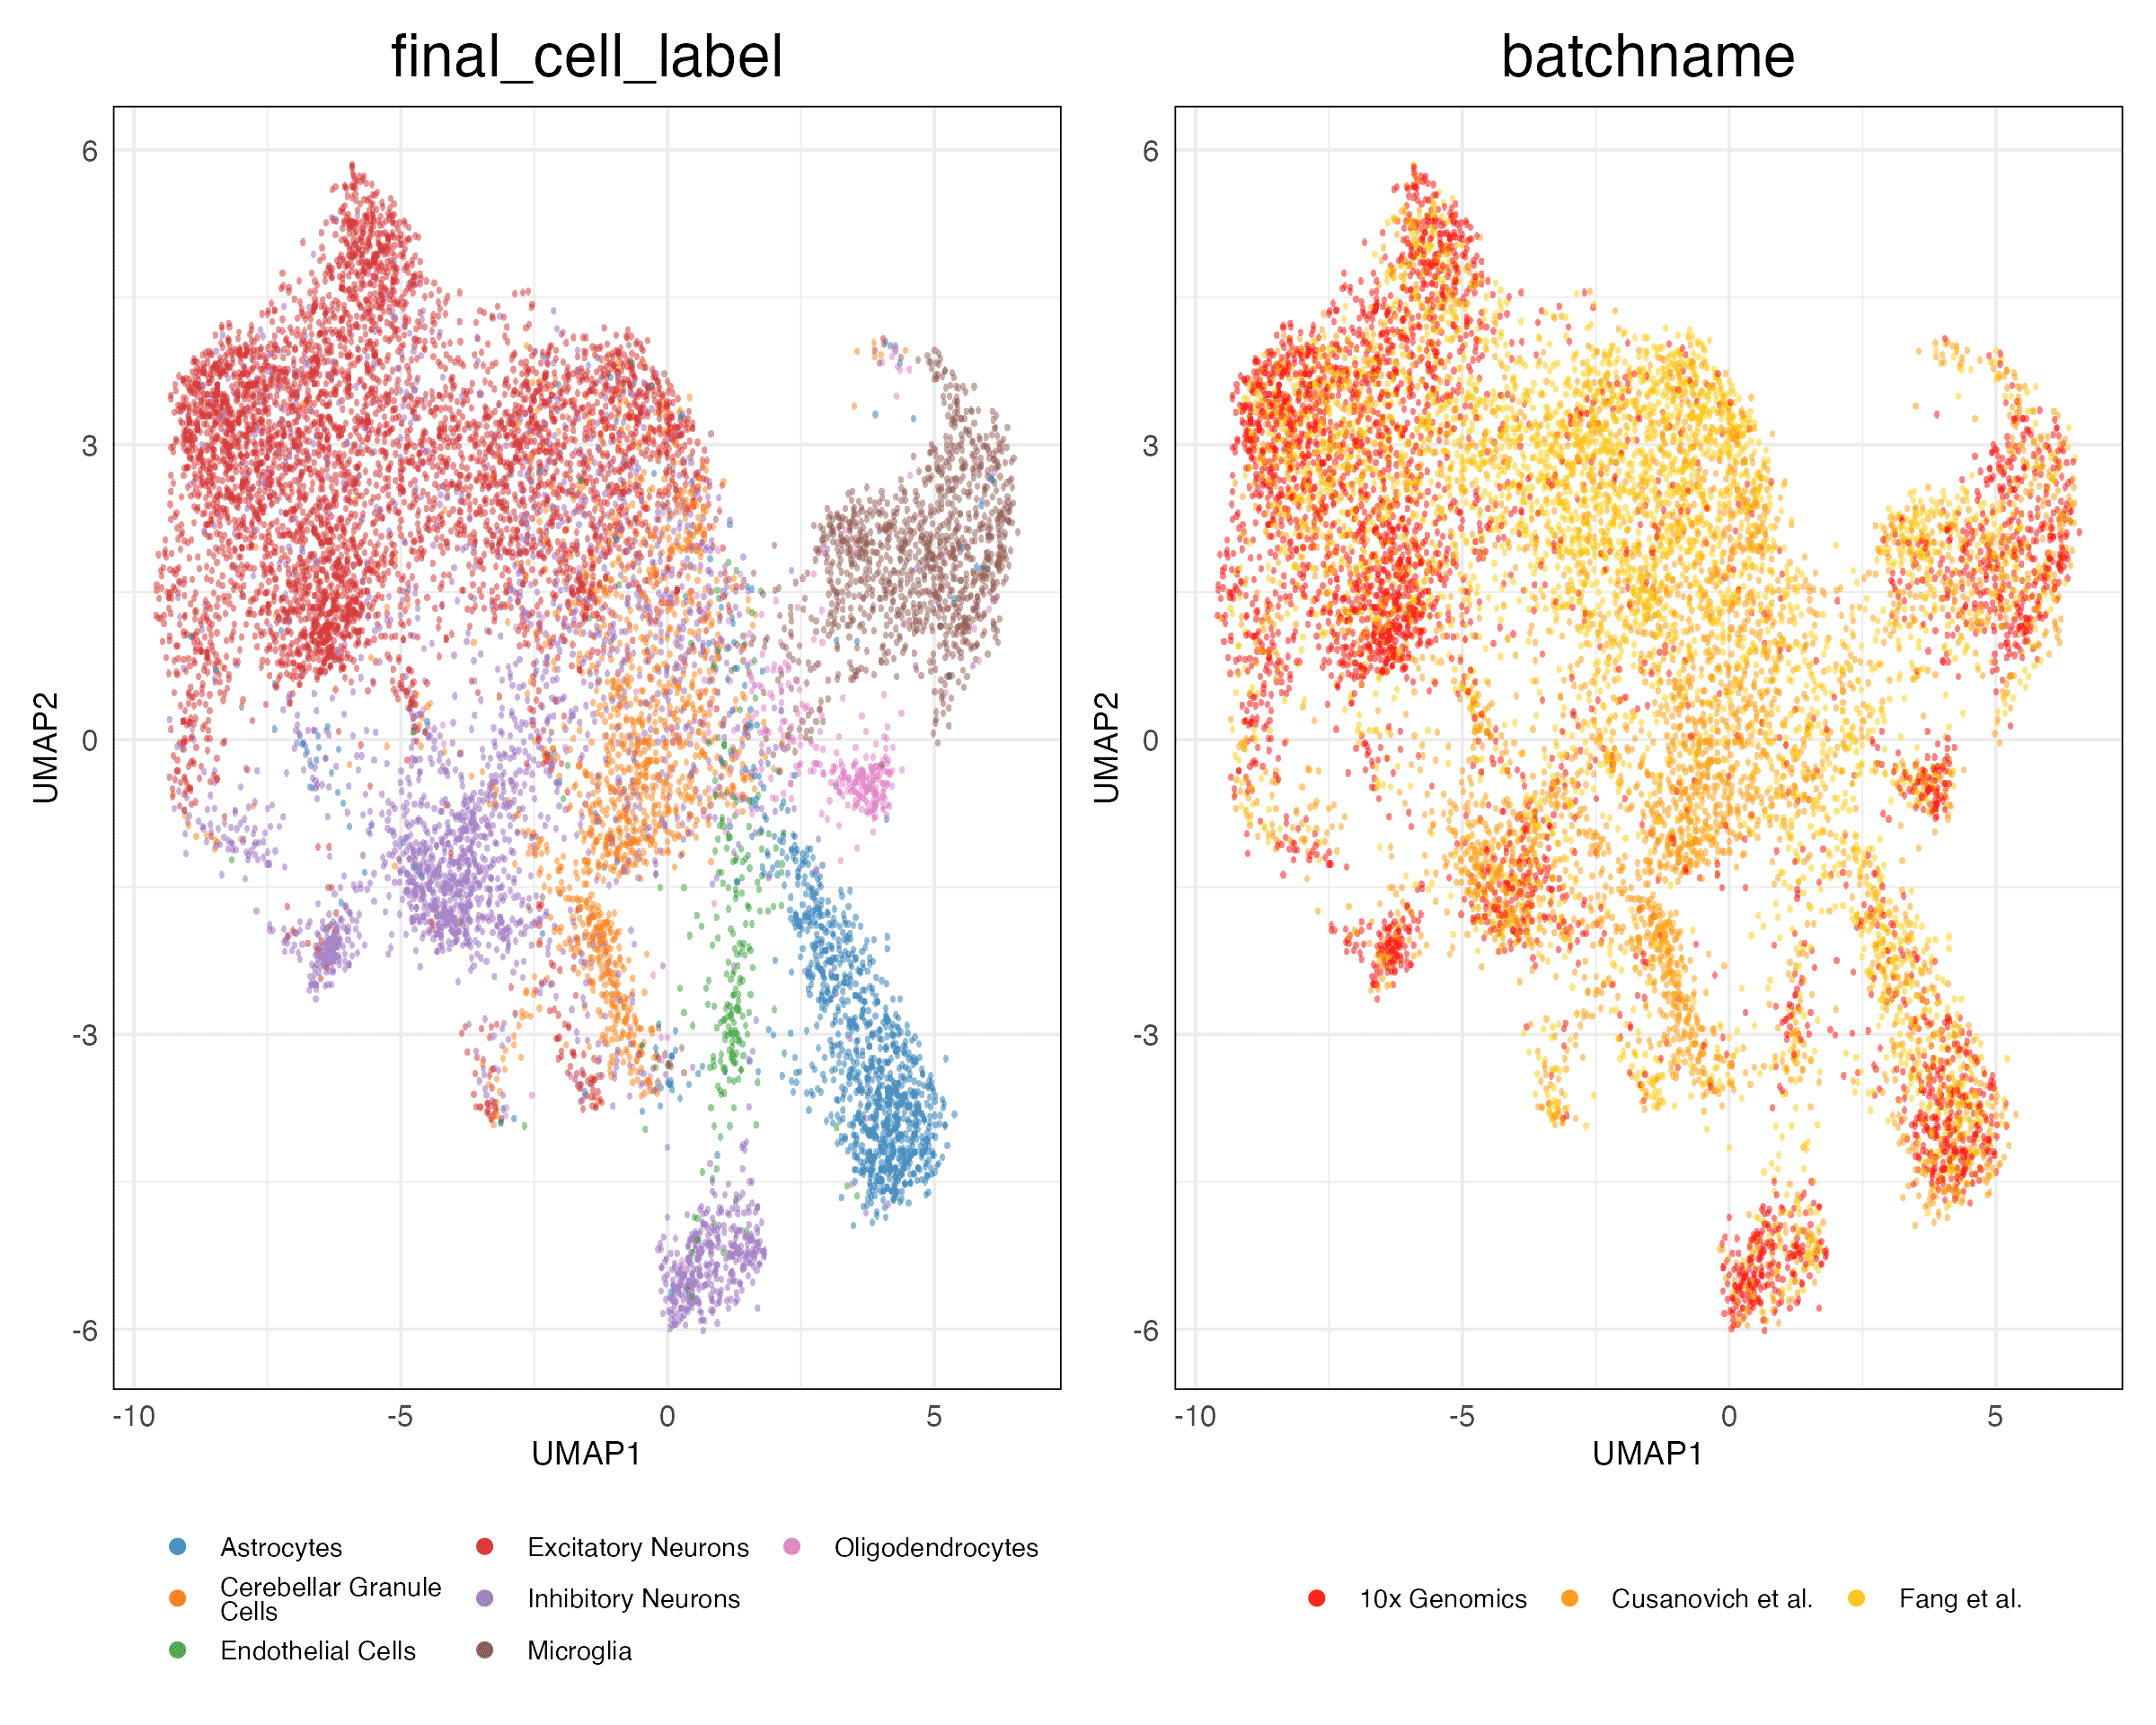 final_cell_label
batchname
6
3
0
-3
-6
UMAP2
-10
-5
0
5
UMAP1
6
3
0
-3
-6
UMAP2
-10
-5
0
5
UMAP1
Astrocytes
Cerebellar Granule
Cells
Endothelial Cells
Excitatory Neurons
Inhibitory Neurons
Microglia
Oligodendrocytes
10x Genomics
Cusanovich et al.
Fang et al.